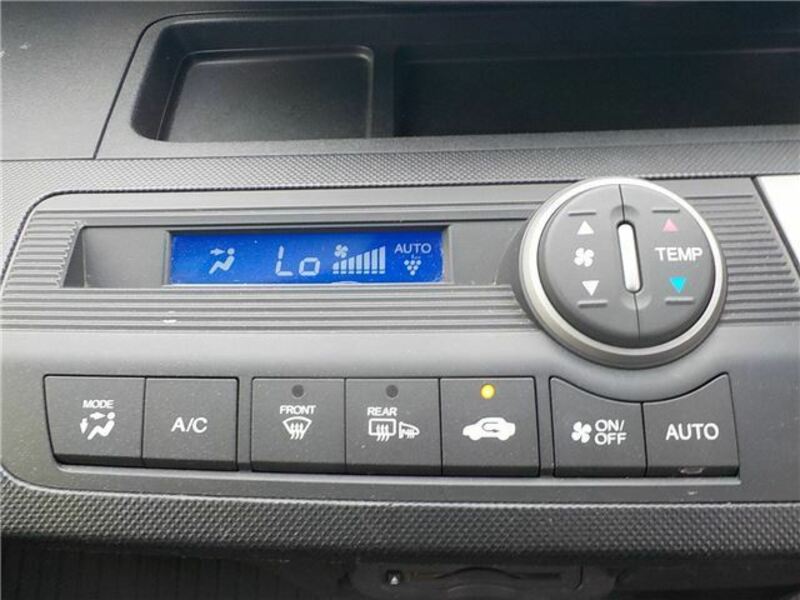 Lo AUTO
TEMP
MODE
A/C
FRONT
REAR
ON/
OFF
AUTO